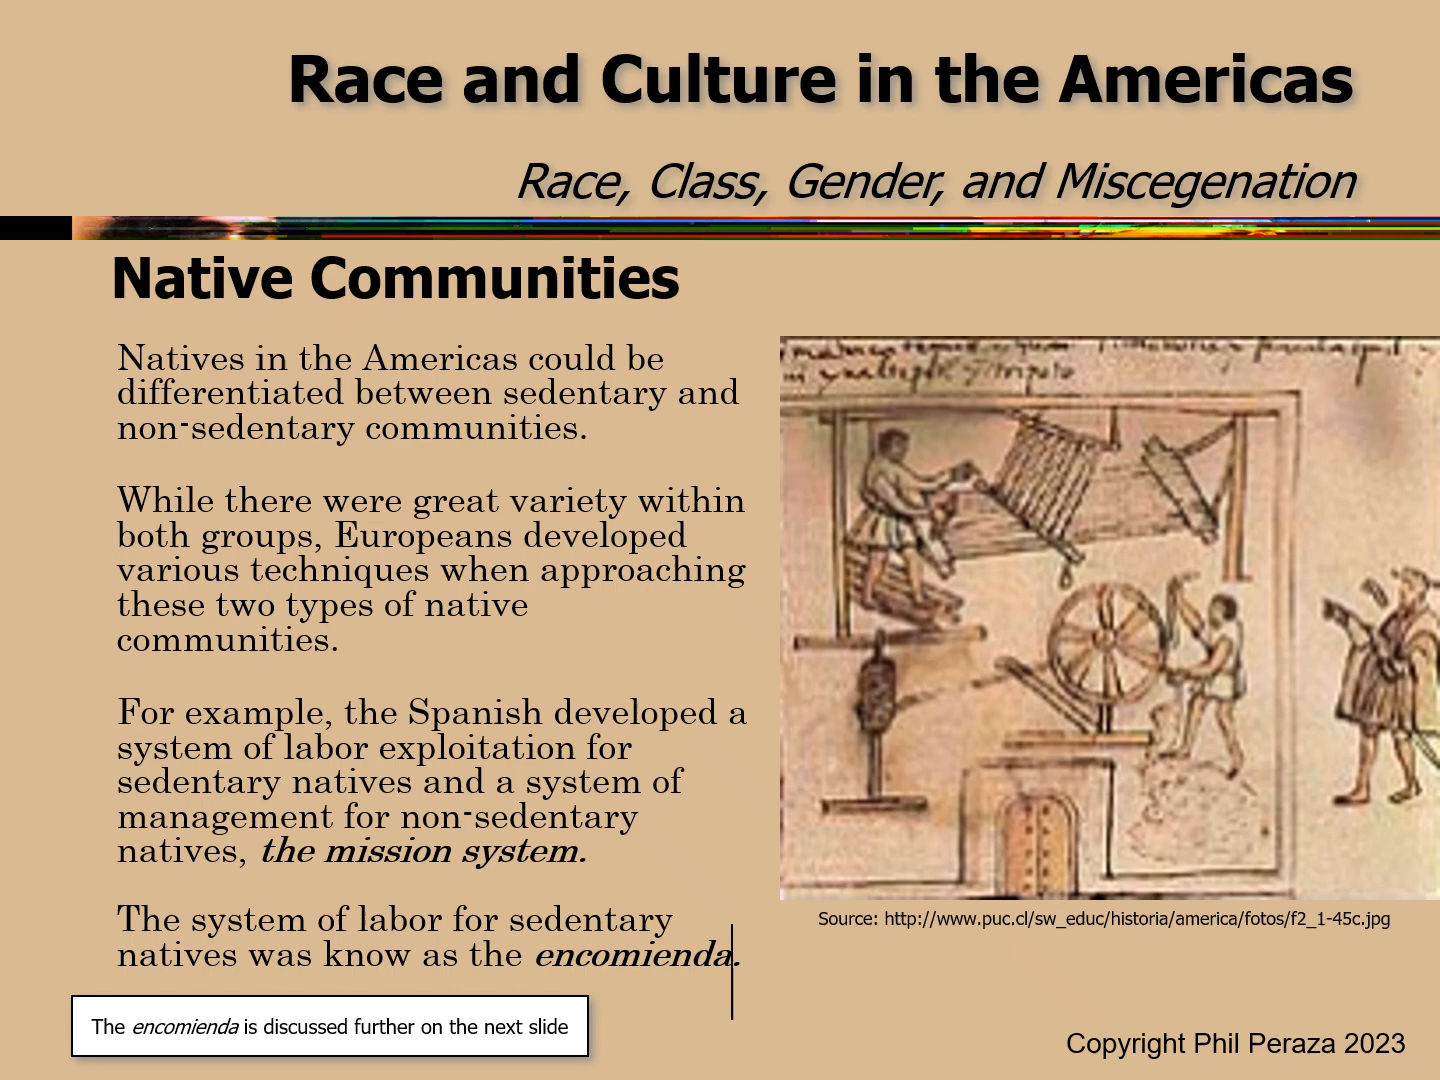 Race and Culture in the Americas
Race, Class, Gender, and Miscegenation
Native Communities
Natives in the Americas could be
differentiated between sedentary and
non-sedentary communities.
While there were great variety within
both groups, Europeans developed
various techniques when approaching
these two types of native
communities.
For example, the Spanish developed a
system of labor exploitation for
sedentary natives and a system of
management for non-sedentary
natives, the mission system.
The system of labor for sedentary
natives was know as the encomienda.
The encomienda is discussed further on the next slide
Source: http://www.puc.cl/sw_educ/historia/america/fotos/f2_1-45c.jpg
Copyright Phil Peraza 2023